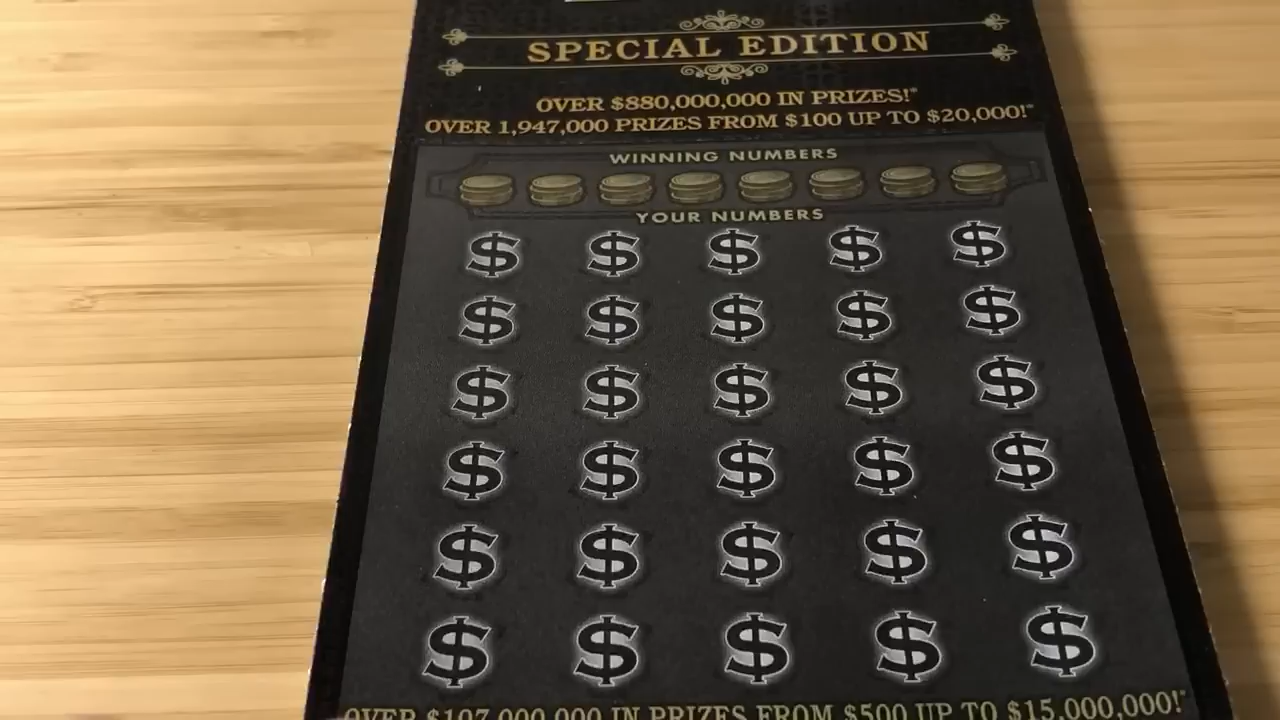 SPECIAL EDITION
OVER $880,000,000 IN PRIZES!*
OVER 1,947,000 PRIZES FROM $100 UP TO $20,000!*
WINNING NUMBERS
YOUR NUMBERS
$ $ $ $ $
$ $ $ $ $
$ $ $ $ $
$ $ $ $ $
$ $ $ $ $
$ $ $ $ $
OVER $107,000,000 IN PRIZES FROM $500 UP TO $15,000,000!*